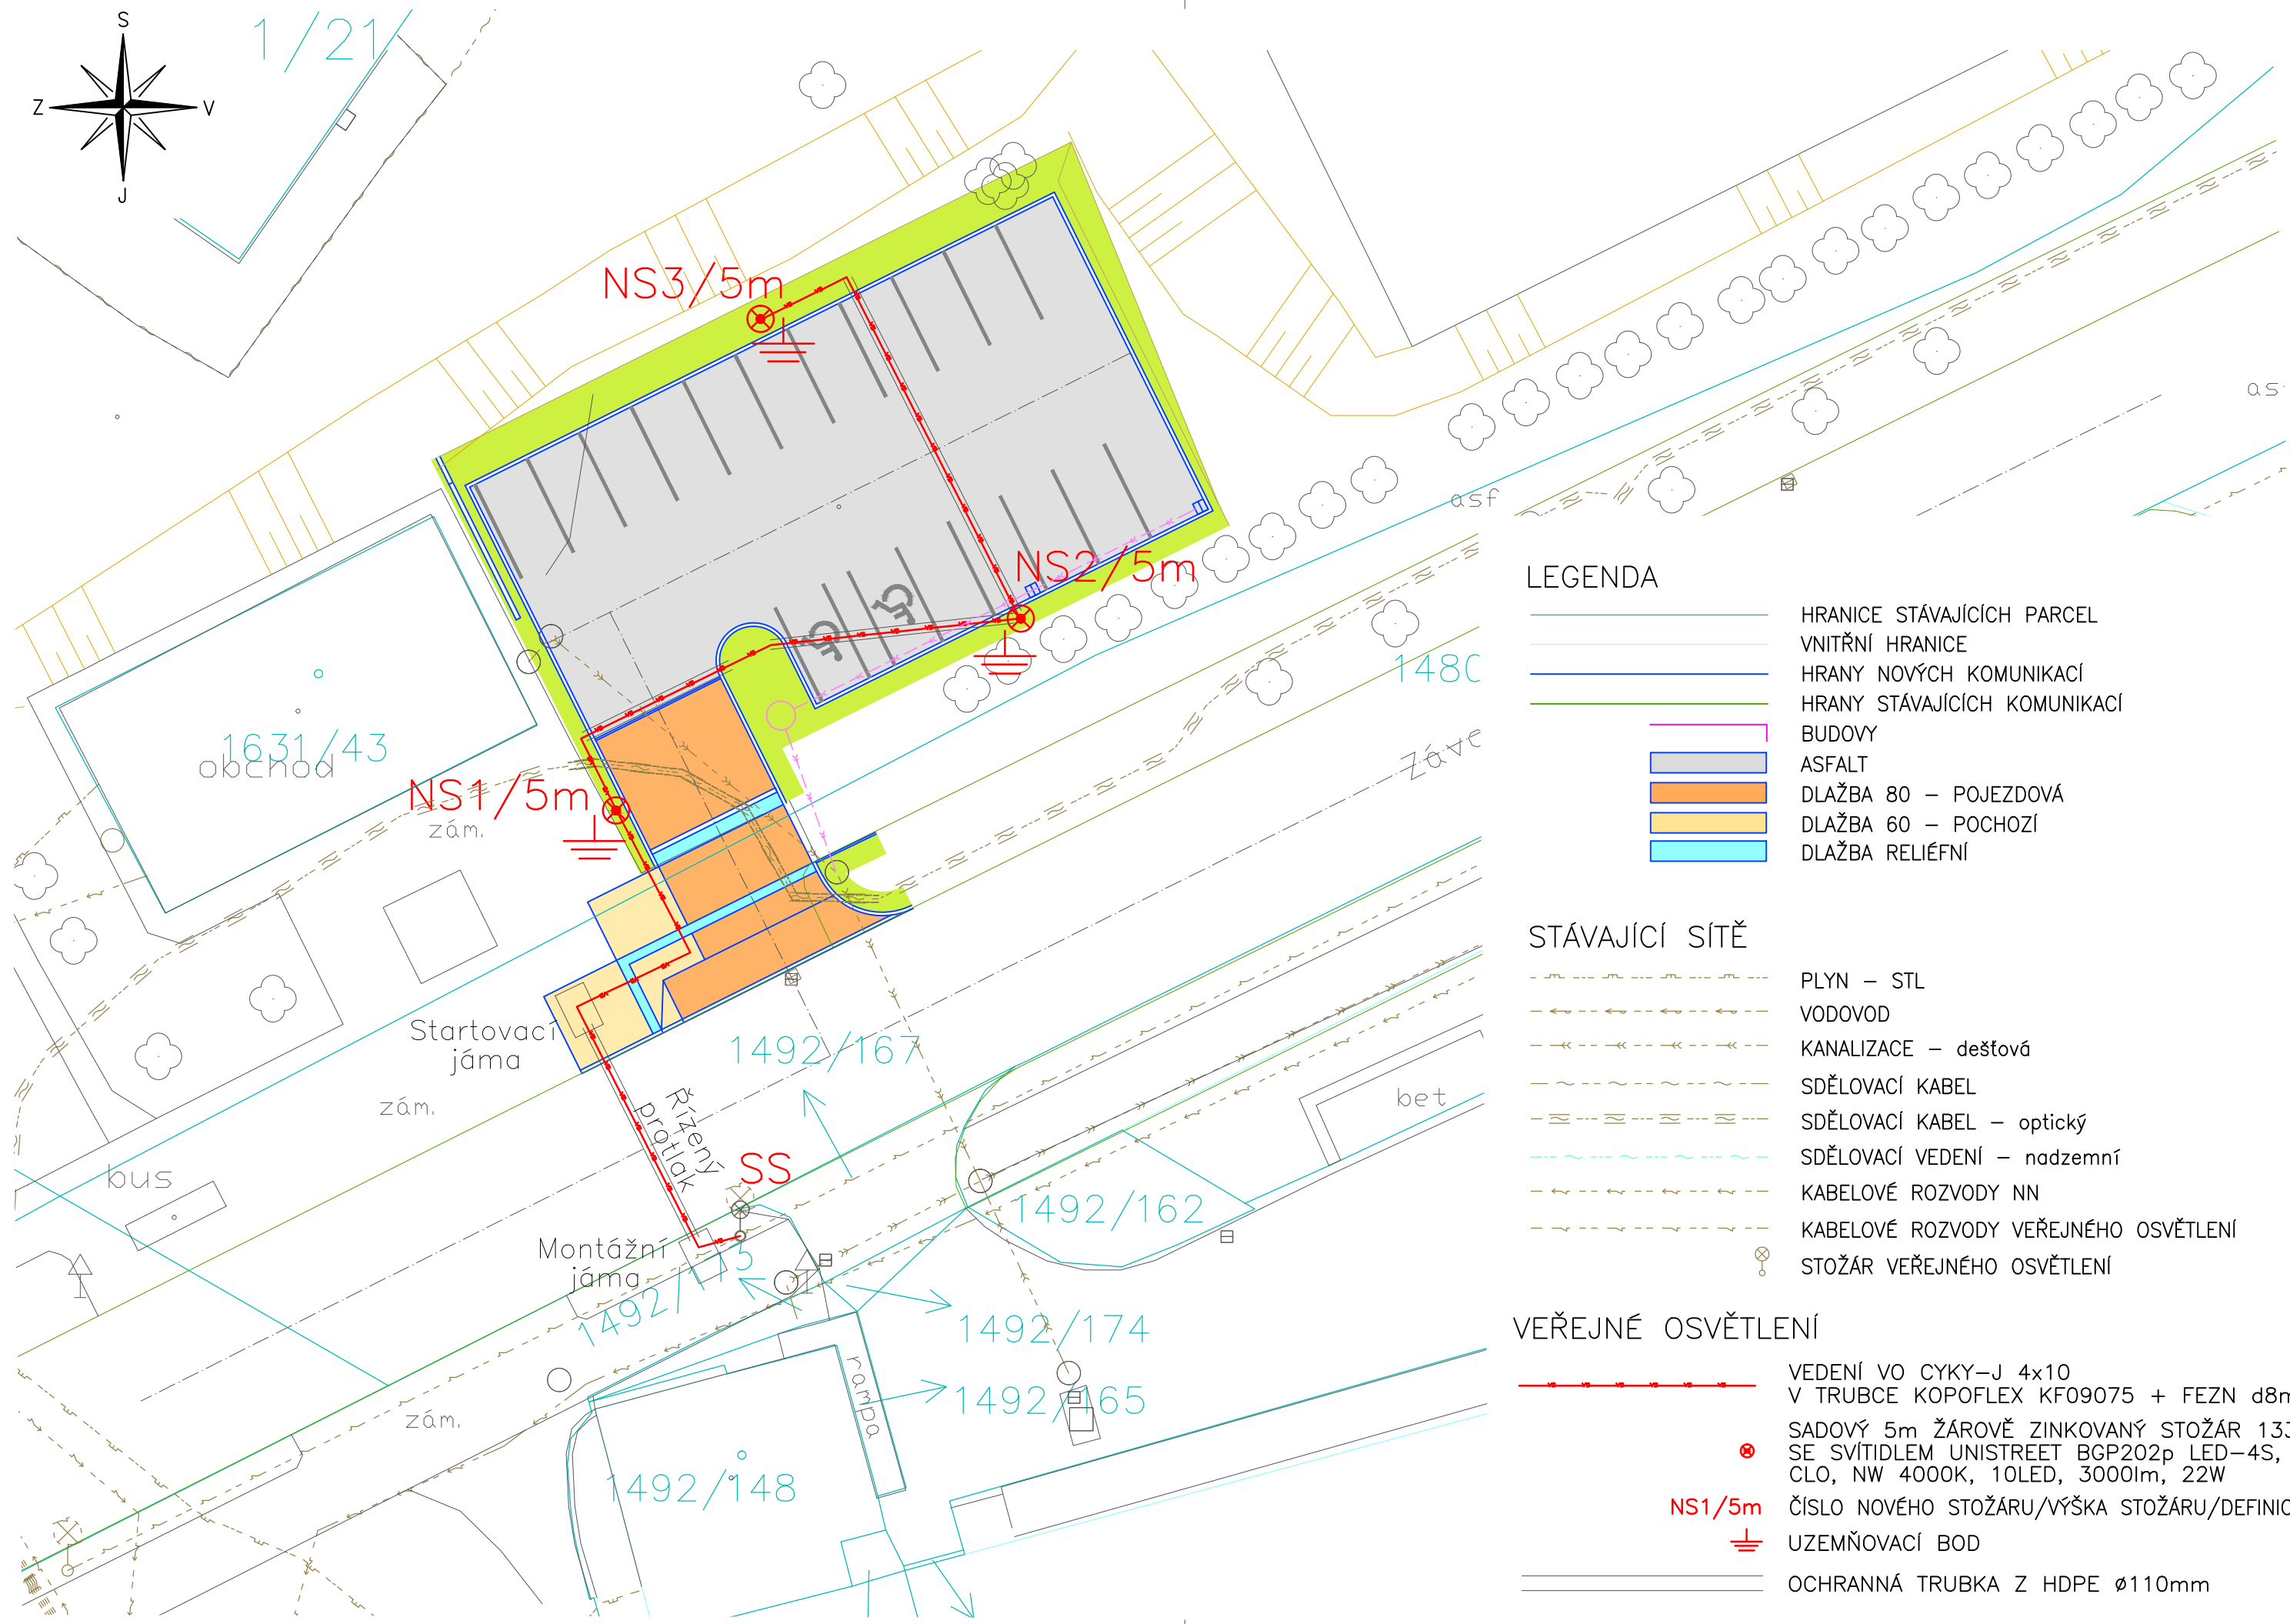 S
Z
V
J
1/21
NS3/5m
NS2/5m
asf
1631/43
obchod
NS1/5m
zám.
Startovací
jáma
1492/167
zám.
Řízený
protlak
bet
bus
SS
1492/162
Montážní
jáma
1492/173
1492/174
1492/165
rampa
zám.
1492/148
LEGENDA
HRANICE STÁVAJÍCÍCH PARCEL
VNITŘNÍ HRANICE
HRANY NOVÝCH KOMUNIKACÍ
HRANY STÁVAJÍCÍCH KOMUNIKACÍ
BUDOVY
ASFALT
DLAŽBA 80 – POJEZDOVÁ
DLAŽBA 60 – POCHOZÍ
DLAŽBA RELIÉFNÍ
STÁVAJÍCÍ SÍTĚ
PLYN – STL
VODOVOD
KANALIZACE – dešťová
SDĚLOVACÍ KABEL
SDĚLOVACÍ KABEL – optický
SDĚLOVACÍ VEDENÍ – nadzemní
KABELOVÉ ROZVODY NN
KABELOVÉ ROZVODY VEŘEJNÉHO OSVĚTLENÍ
STOŽÁR VEŘEJNÉHO OSVĚTLENÍ
VEŘEJNÉ OSVĚTLENÍ
VEDENÍ VO CYKY-J 4x10
V TRUBCE KOPOFLEX KF09075 + FEZN
SADOVÝ 5m ŽÁROVĚ ZINKOVANÝ STOŽÁR
SE SVÍTIDLEM UNISTREET BGP202p LED-4S,
CLO, NW 4000K, 10LED, 3000lm, 22W
NS1/5m ČÍSLO NOVÉHO STOŽÁRU/VÝŠKA STOŽÁRU/
UZEMŇOVACÍ BOD
OCHRANNÁ TRUBKA Z HDPE ø110mm